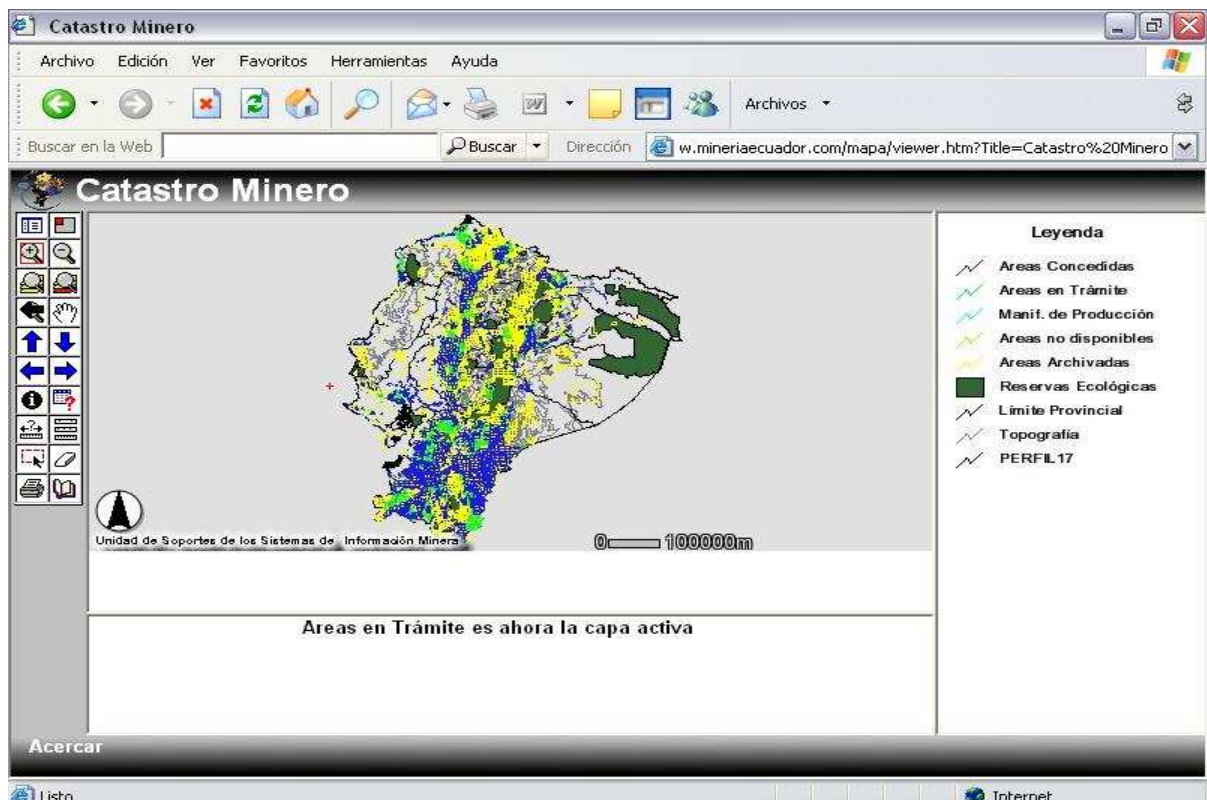 Catastro Minero
Archivo Edición Ver Favoritos Herramientas Ayuda
Archivos
Buscar en la Web Buscar Dirección w.mineriaecuador.com/mapa/viewer.htm?Title=Catastro%20Minero
Catastro Minero
Leyenda
Areas Concedidas
Areas en Trámite
Manif. de Producción
Areas no disponibles
Areas Archivadas
Reservas Ecológicas
Límite Provincial
Topografía
PERFIL17
Unidad de Soportes de los Sistemas de Información Minera
0 100000m
Areas en Trámite es ahora la capa activa
Acercar
Listo Internet